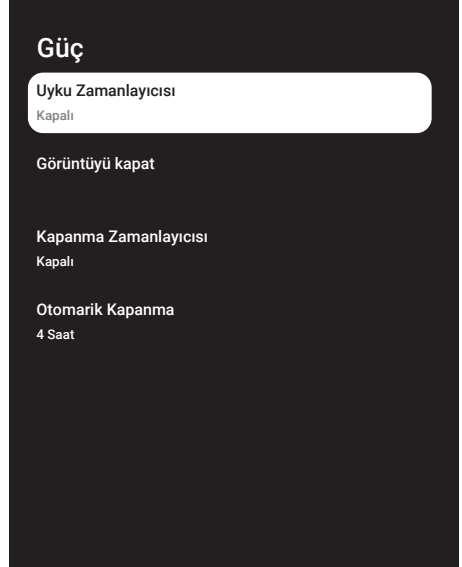 Güç
Uyku Zamanlayıcısı
Kapalı
Görüntüyü kapat
Kapanma Zamanlayıcısı
Kapalı
Otomarik Kapanma
4 Saat